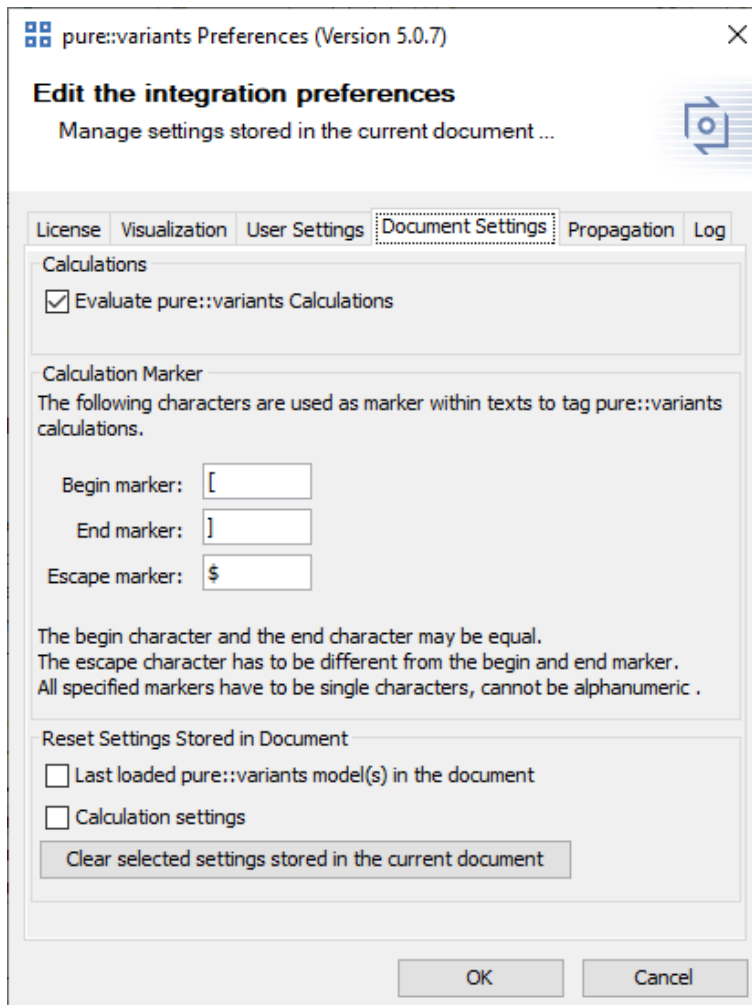 pure::variants Preferences (Version 5.0.7)
Edit the integration preferences
Manage settings stored in the current document ...
License Visualization User Settings Document Settings Propagation Log
Calculations
Evaluate pure::variants Calculations
Calculation Marker
The following characters are used as marker within texts to tag pure::variants
calculations.
Begin marker: [
End marker: ]
Escape marker: $
The begin character and the end character may be equal.
The escape character has to be different from the begin and end marker.
All specified markers have to be single characters, cannot be alphanumeric .
Reset Settings Stored in Document
Last loaded pure::variants model(s) in the document
Calculation settings
Clear selected settings stored in the current document
OK Cancel